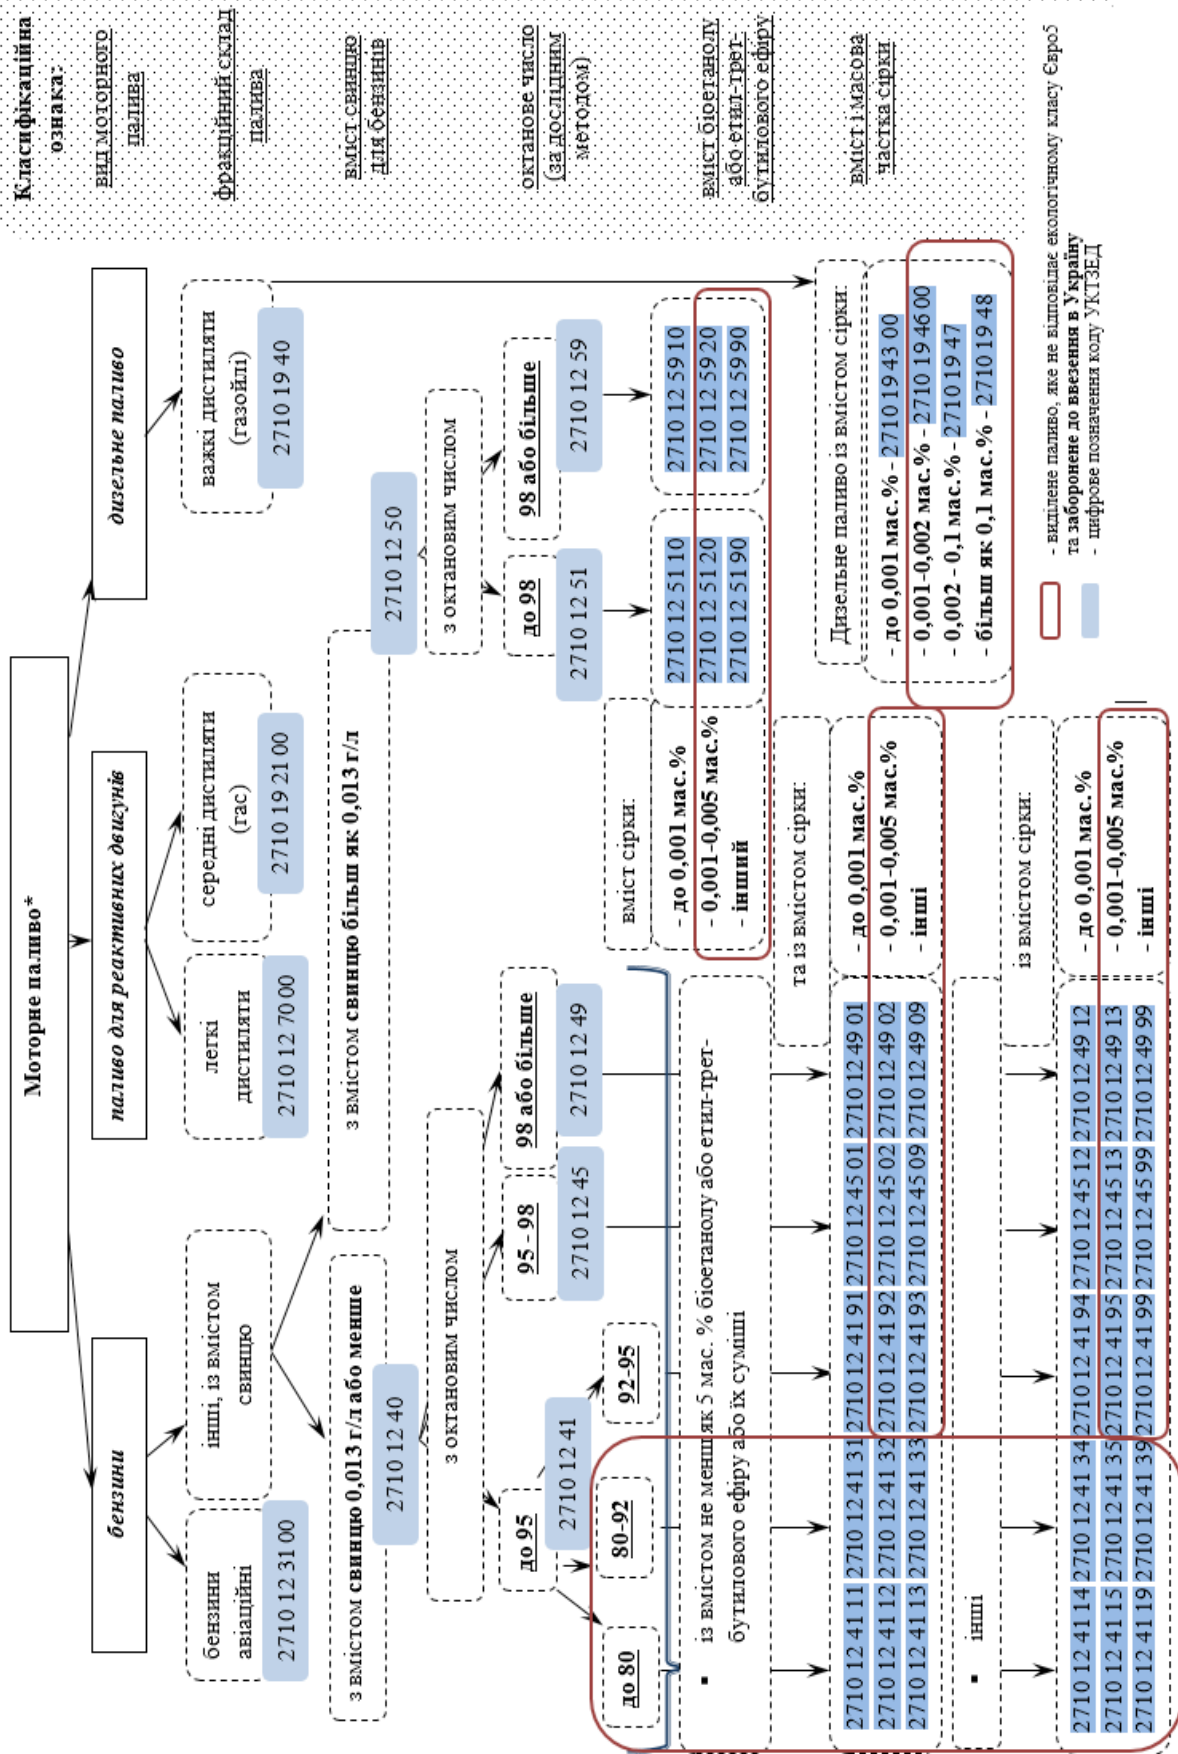 Моторне паливо*
Класифікаційна
ознака:
бензини
паливо для реактивних двигунів
дизельне паливо
вид моторного
палива
бензини
авіаційні
2710 12 31 00
інші, із вмістом
свинцю
легкі
дистиляти
2710 12 70 00
середні дистиляти
(гас)
2710 19 21 00
важкі дистиляти
(газойлі)
2710 19 40
фракційний склад
палива
з вмістом свинцю 0,013 г/л або менше
2710 12 40
з вмістом свинцю більш як 0,013 г/л
2710 12 50
вміст свинцю
для бензинів
з октановим числом
з октановим числом
до 95
2710 12 41
95 - 98
2710 12 45
98 або більше
2710 12 49
до 98
2710 12 51
98 або більше
2710 12 59
октанове число
(за дослідним
методом)
до 80
80-92
92-95
вміст сірки:
- до 0,001 мас.%
2710 12 51 10
2710 12 59 10
- 0,001-0,005 мас.%
2710 12 51 20
2710 12 59 20
- інший
2710 12 51 90
2710 12 59 90
▪ із вмістом не менш як 5 мас. % біоетанолу або етил-трет-
бутилового ефіру або їх суміші
вміст біоетанолу
або етил-трет-
бутилового ефіру
та із вмістом сірки:
2710 12 41 11 2710 12 41 31 2710 12 41 91 2710 12 45 01 2710 12 49 01
- до 0,001 мас.%
2710 12 41 12 2710 12 41 32 2710 12 41 92 2710 12 45 02 2710 12 49 02
- 0,001-0,005 мас.%
2710 12 41 13 2710 12 41 33 2710 12 41 93 2710 12 45 09 2710 12 49 09
- інші
Дизельне паливо із вмістом сірки:
- до 0,001 мас.% - 2710 19 43 00
- 0,001-0,002 мас.% - 2710 19 46 00
- 0,002 - 0,1 мас.% - 2710 19 47
- більш як 0,1 мас.% - 2710 19 48
вміст і масова
частка сірки
▪ інші
із вмістом сірки:
2710 12 41 14 2710 12 41 34 2710 12 41 94 2710 12 45 12 2710 12 49 12
- до 0,001 мас.%
2710 12 41 15 2710 12 41 35 2710 12 41 95 2710 12 45 13 2710 12 49 13
- 0,001-0,005 мас.%
2710 12 41 19 2710 12 41 39 2710 12 41 99 2710 12 45 99 2710 12 49 99
- інші
- виділене паливо, яке не відповідає екологічному класу Євро5
та заборонене до ввезення в Україну
- цифрове позначення коду УКТЗЕД